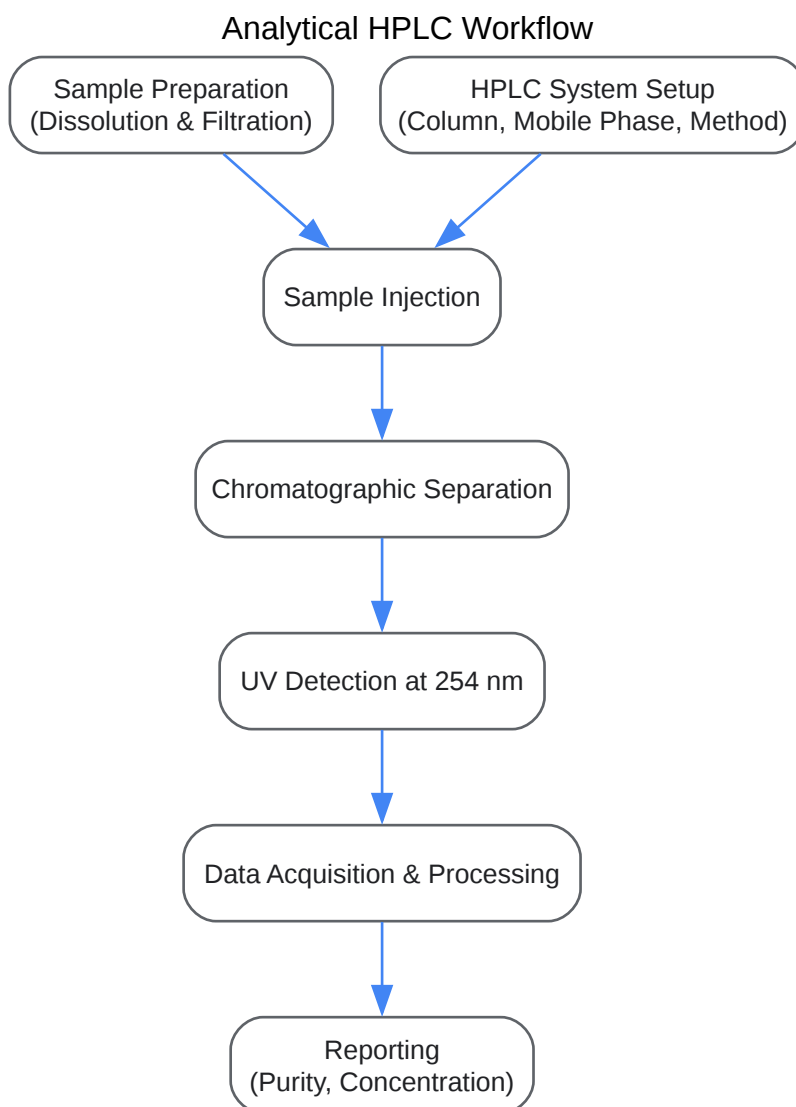 Analytical HPLC Workflow
Sample Preparation
(Dissolution & Filtration)
HPLC System Setup
(Column, Mobile Phase, Method)
Sample Injection
Chromatographic Separation
UV Detection at 254 nm
Data Acquisition & Processing
Reporting
(Purity, Concentration)